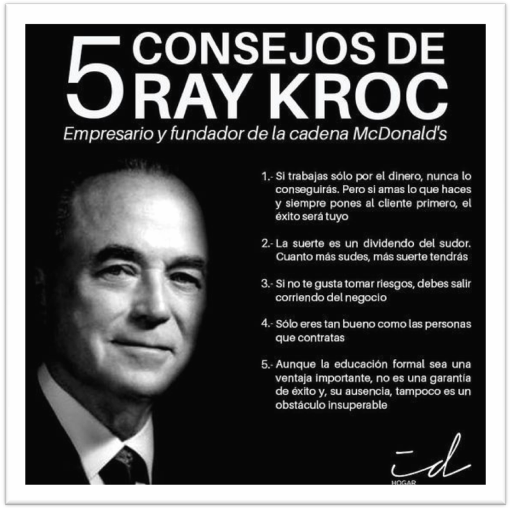 5 CONSEJOS DE
RAY KROC
Empresario y fundador de la cadena McDonald's
1.- Si trabajas sólo por el dinero, nunca lo
conseguirás. Pero si amas lo que haces
y siempre pones al cliente primero, el
éxito será tuyo
2.- La suerte es un dividendo del sudor.
Cuanto más sudes, más suerte tendrás
3.- Si no te gusta tomar riesgos, debes salir
corriendo del negocio
4.- Sólo eres tan bueno como las personas
que contratas
5.- Aunque la educación formal sea una
ventaja importante, no es una garantía
de éxito y, su ausencia, tampoco es un
obstáculo insuperable
id
HOGAR